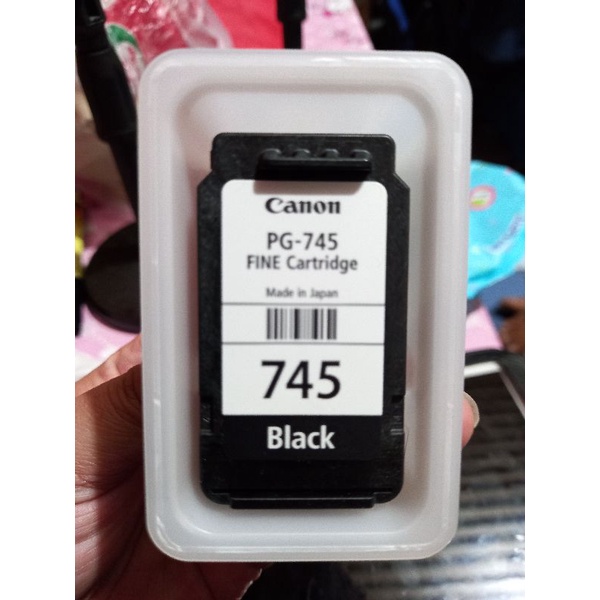 Canon
PG-745
FINE Cartridge
Made in Japan
745
Black